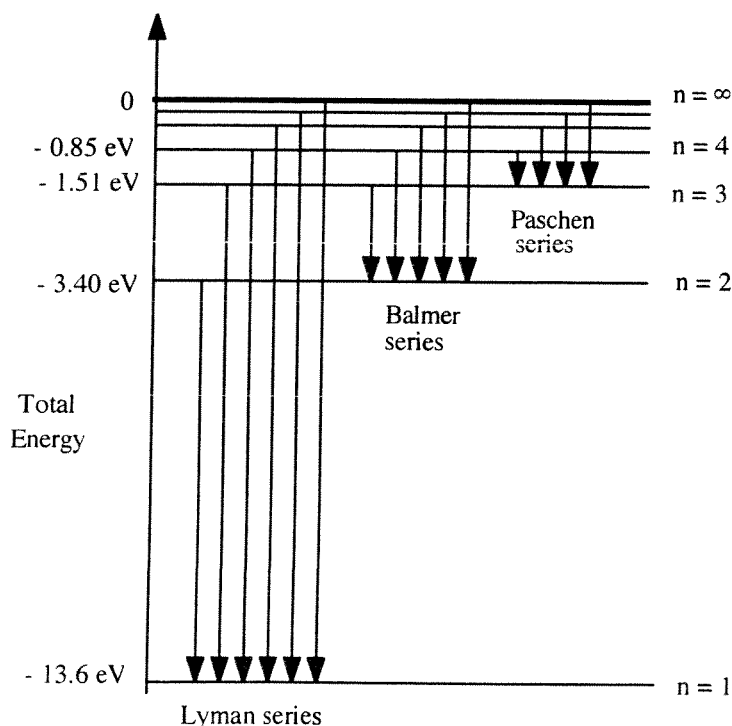 0
n = ∞
- 0.85 eV
n = 4
- 1.51 eV
n = 3
Paschen
series
- 3.40 eV
n = 2
Balmer
series
Total
Energy
- 13.6 eV
n = 1
Lyman series